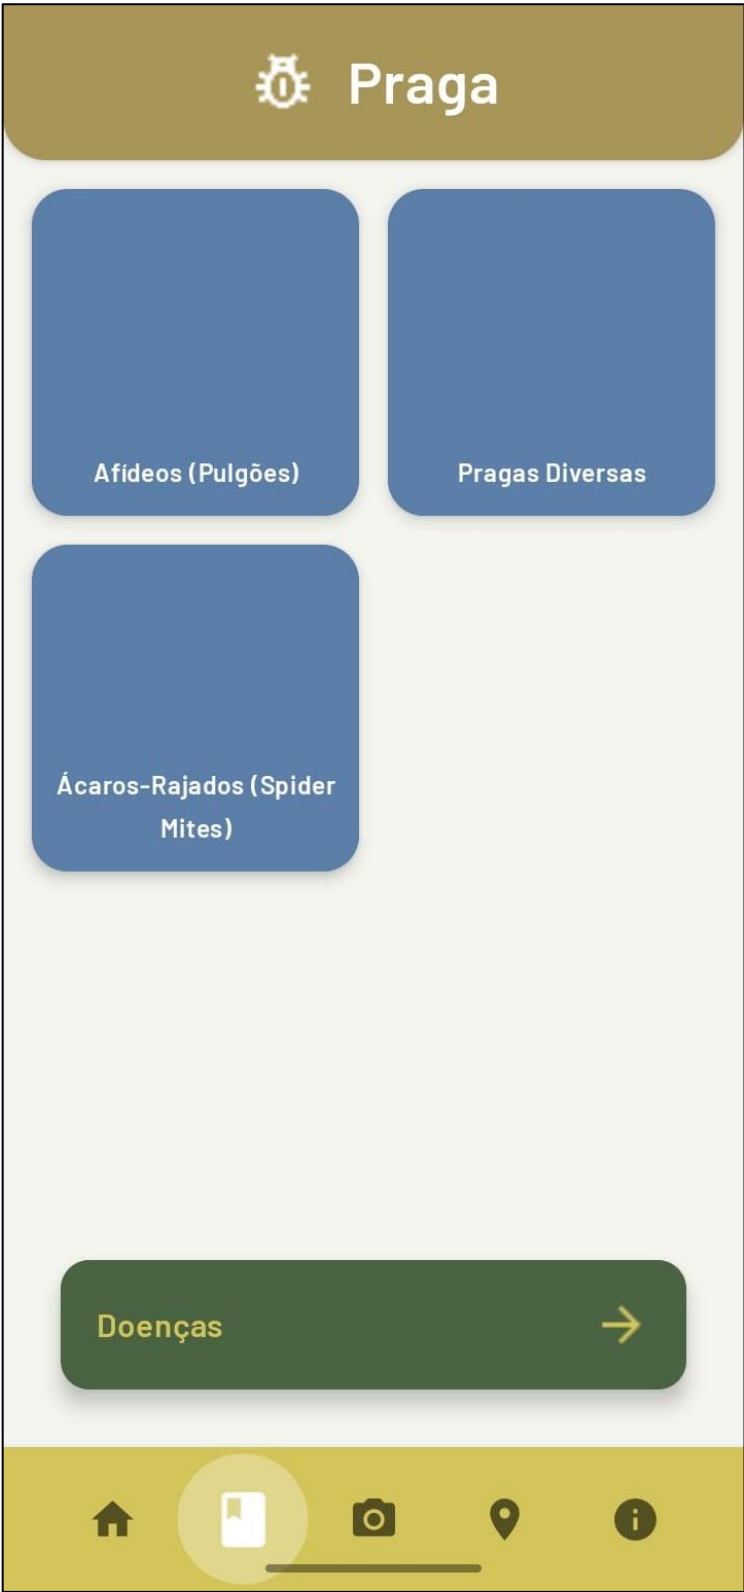 Praga
Afídeos (Pulgões)
Pragas Diversas
Ácaros-Rajados (Spider
Mites)
Doenças